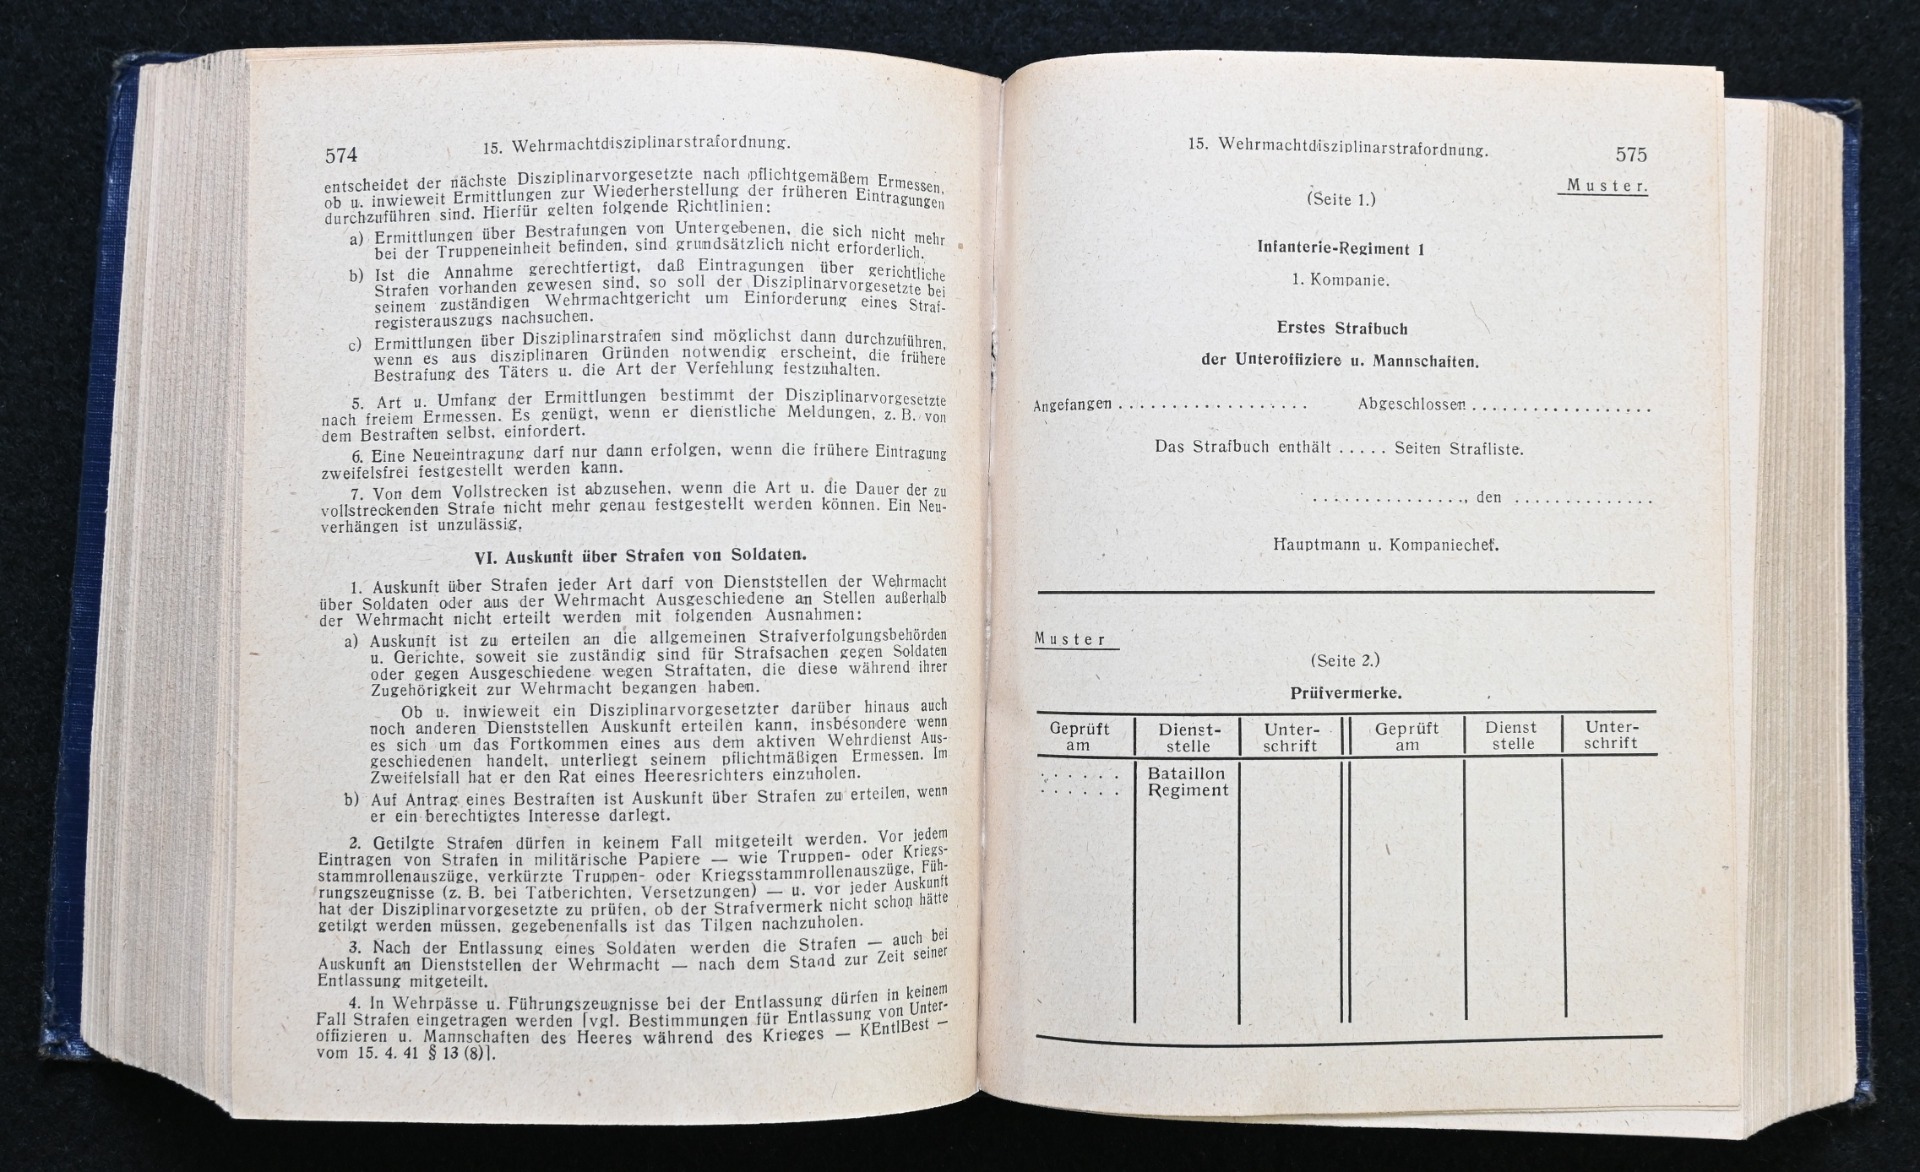 574
15. Wehrmachtdisziplinarstrafordnung.
entscheidet der nächste Disziplinarvorgesetzte nach pflichtgemäßem Ermessen,
ob u. inwieweit Ermittlungen zur Wiederherstellung der früheren Eintragungen
durchzuführen sind. Hierfür gelten folgende Richtlinien:
a) Ermittlungen über Bestrafungen von Untergebenen, die sich nicht mehr
bei der Truppeneinheit befinden, sind grundsätzlich nicht erforderlich.
b) Ist die Annahme gerechtfertigt, daß Eintragungen über gerichtliche
Strafen vorhanden gewesen sind, so soll der Disziplinarvorgesetzte bei
seinem zuständigen Wehrmachtgericht um Einforderung eines Straf-
registerauszugs nachsuchen.
c) Ermittlungen über Disziplinarstrafen sind möglichst dann durchzuführen,
wenn es aus disziplinaren Gründen notwendig erscheint, die frühere
Bestrafung des Täters u. die Art der Verfehlung festzuhalten.
5. Art u. Umfang der Ermittlungen bestimmt der Disziplinarvorgesetzte
nach freiem Ermessen. Es genügt, wenn er dienstliche Meldungen, z. B. von
dem Bestraften selbst, einfordert.
6. Eine Neueintragung darf nur dann erfolgen, wenn die frühere Eintragung
zweifelsfrei festgestellt werden kann.
7. Von dem Vollstrecken ist abzusehen, wenn die Art u. die Dauer der zu
vollstreckenden Strafe nicht mehr genau festgestellt werden können. Ein Neu-
verhängen ist unzulässig.
VI. Auskunft über Strafen von Soldaten.
1. Auskunft über Strafen jeder Art darf von Dienststellen der Wehrmacht
über Soldaten oder aus der Wehrmacht Ausgeschiedene an Stellen außerhalb
der Wehrmacht nicht erteilt werden mit folgenden Ausnahmen:
a) Auskunft ist zu erteilen an die allgemeinen Strafverfolgungsbehörden
u. Gerichte, soweit sie zuständig sind für Strafsachen gegen Soldaten
oder gegen Ausgeschiedene wegen Straftaten, die diese während ihrer
Zugehörigkeit zur Wehrmacht begangen haben.
Ob u. inwieweit ein Disziplinarvorgesetzter darüber hinaus auch
noch anderen Dienststellen Auskunft erteilen kann, insbesondere wenn
es sich um das Fortkommen eines aus dem aktiven Wehrdienst Aus-
geschiedenen handelt, unterliegt seinem pflichtmäßigen Ermessen. Im
Zweifelsfall hat er den Rat eines Heeresrichters einzuholen.
b) Auf Antrag eines Bestraften ist Auskunft über Strafen zu erteilen, wenn
er ein berechtigtes Interesse darlegt.
2. Getilgte Strafen dürfen in keinem Fall mitgeteilt werden. Vor jedem
Eintragen von Strafen in militärische Papiere — wie Truppen- oder Kriegs-
stammrollenauszüge, verkürzte Truppen- oder Kriegsstammrollenauszüge, Füh-
rungszeugnisse (z. B. bei Tatberichten, Versetzungen) — u. vor jeder Auskunft
hat der Disziplinarvorgesetzte zu prüfen, ob der Strafvermerk nicht schon hätte
getilgt werden müssen, gegebenenfalls ist das Tilgen nachzuholen.
3. Nach der Entlassung eines Soldaten werden die Strafen — auch bei
Auskunft an Dienststellen der Wehrmacht — nach dem Stand zur Zeit seiner
Entlassung mitgeteilt.
4. In Wehrpässe u. Führungszeugnisse bei der Entlassung dürfen in keinem
Fall Strafen eingetragen werden [vgl. Bestimmungen für Entlassung von Unter-
offizieren u. Mannschaften des Heeres während des Krieges — KEntlBest —
vom 15. 4. 41 § 13 (8)].
15. Wehrmachtdisziplinarstrafordnung.
575
Muster.
(Seite 1.)
Infanterie-Regiment 1
1. Kompanie.
Erstes Strafbuch
der Unteroffiziere u. Mannschaften.
Angefangen . . . . . . . . . . . . . . . . . . Abgeschlossen . . . . . . . . . . . . . . . . .
Das Strafbuch enthält . . . . . Seiten Strafliste.
. . . . . . . . . . . . . . ., den . . . . . . . . . . . . .
Hauptmann u. Kompaniechef.
Muster
(Seite 2.)
Prüfvermerke.
Geprüft Dienst- Unter- Geprüft Dienst Unter-
am stelle schrift am stelle schrift
. . . . . . Bataillon
. . . . . . Regiment